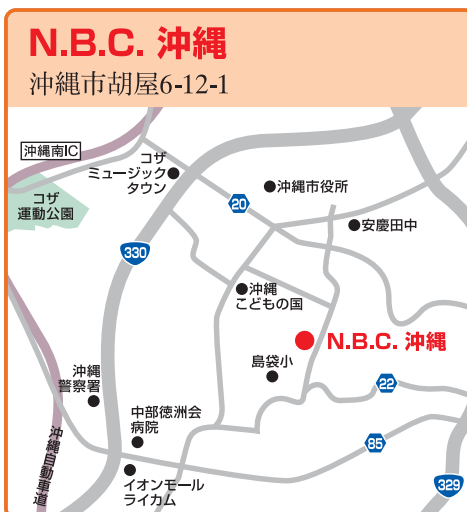 N.B.C. 沖縄
沖縄市胡屋6-12-1
沖縄南IC
コザ
ミュージック
タウン
沖縄市役所
コザ
運動公園
20
安慶田中
330
沖縄
こどもの国
N.B.C. 沖縄
島袋小
沖縄
警察署
22
中部徳洲会
病院
85
沖縄自動車道
イオンモール
ライカム
329